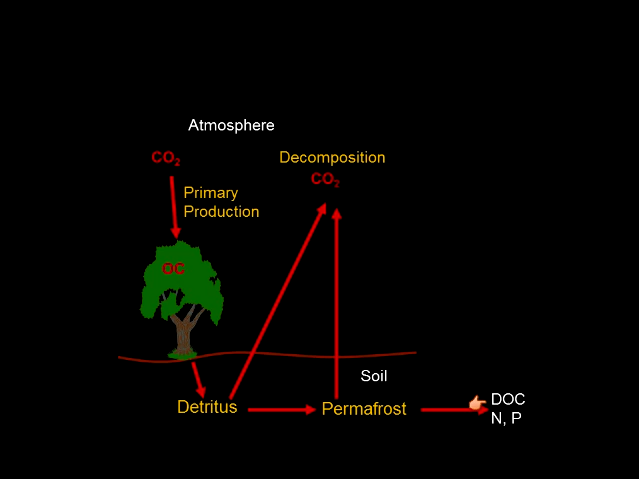 Atmosphere
CO₂
Decomposition
CO₂
Primary
Production
OC
Soil
Detritus
Permafrost
DOC
N, P